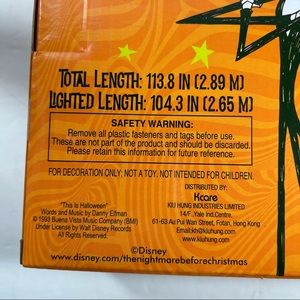 TOTAL LENGTH: 113.8 IN (2.89 M)
LIGHTED LENGTH: 104.3 IN (2.65 M)
SAFETY WARNING:
Remove all plastic fasteners and tags before use.
These are not part of the product and should be discarded.
Please retain this information for future reference.
FOR DECORATION ONLY; NOT A TOY. NOT INTENDED FOR CHILDREN.
"This Is Halloween"
Words and Music by Danny Elfman
© 1993 Buena Vista Music Company (BMI)
Under License by Walt Disney Records
All Rights Reserved.
DISTRIBUTED BY:
Kcare
KIU HUNG INDUSTRIES LIMITED
14/F., Yale Ind. Centre,
61-63 Au Pui Wan Street, Fotan, Hong Kong
Email:kh@kiuhung.com
www.kiuhung.com
©Disney
www.disney.com/thenightmarebeforechristmas